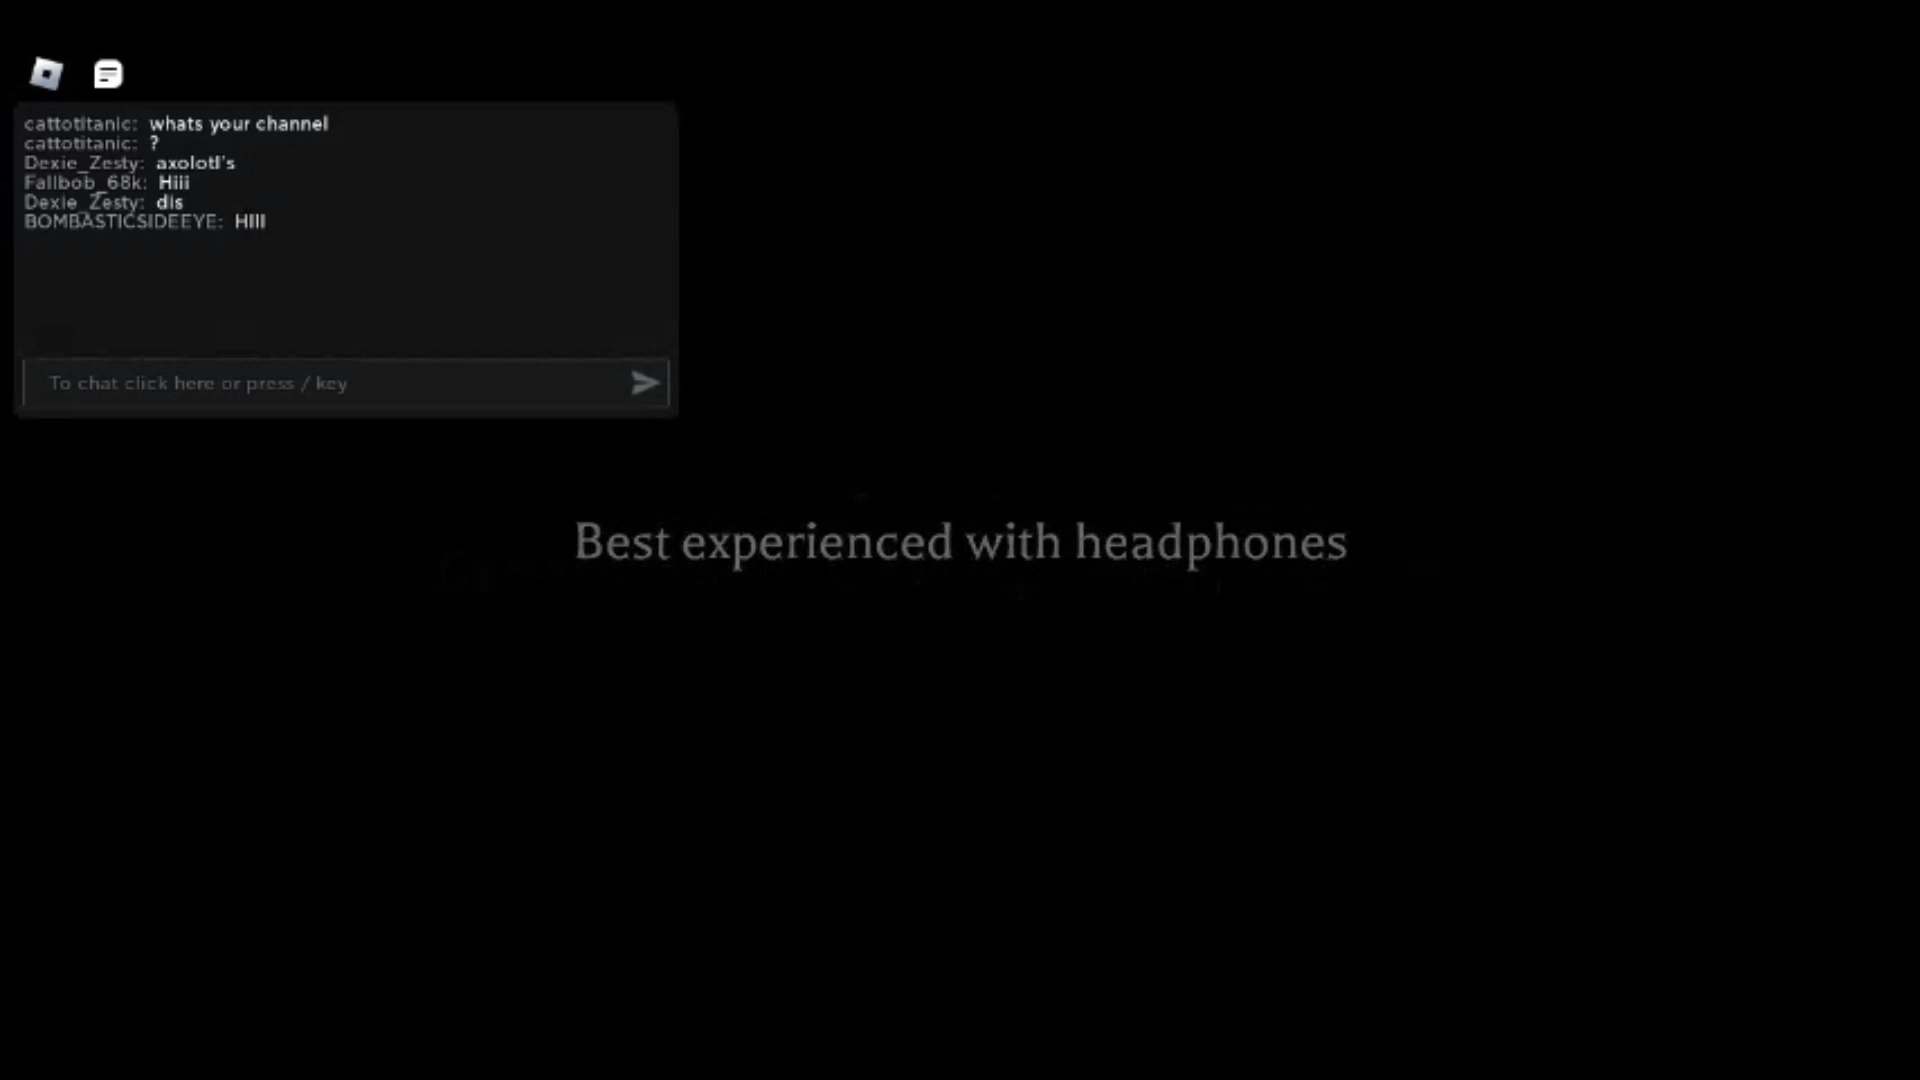 cattotitanic: whats your channel
cattotitanic: ?
Dexie_Zesty: axolotl's
Fallbob_68k: Hiii
Dexie_Zesty: dis
BOMBASTICSIDEEYE: HIII
To chat click here or press / key
Best experienced with headphones